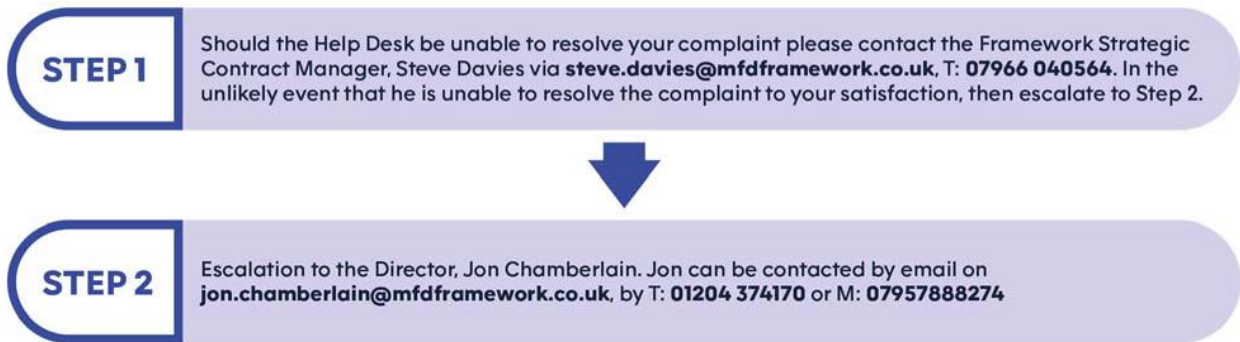 STEP 1
Should the Help Desk be unable to resolve your complaint please contact the Framework Strategic
Contract Manager, Steve Davies via steve.davies@mfdframework.co.uk, T: 07966 040564. In the
unlikely event that he is unable to resolve the complaint to your satisfaction, then escalate to Step 2.
STEP 2
Escalation to the Director, Jon Chamberlain. Jon can be contacted by email on
jon.chamberlain@mfdframework.co.uk, by T: 01204 374170 or M: 07957888274